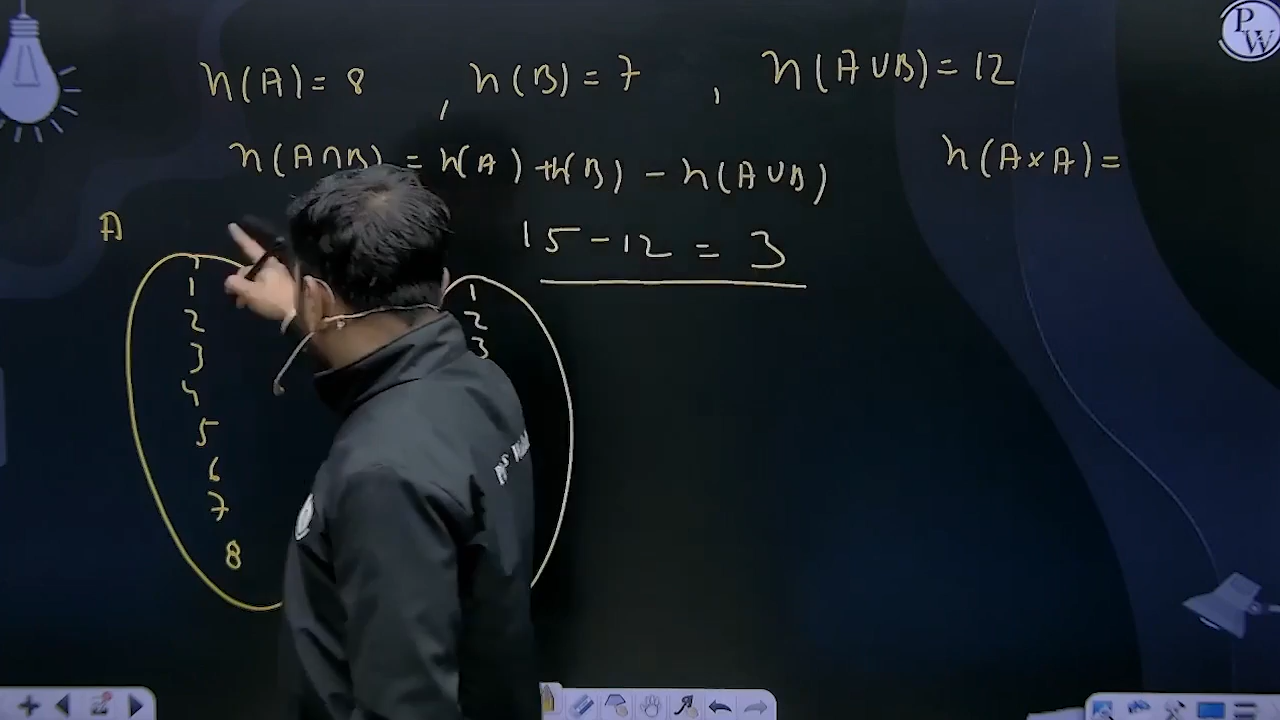 n(A)=8 , n(B)=7 , n(A∪B)=12
n(A∩B) = n(A) + n(B) - n(A∪B)
n(A×A)=
15-12 = 3
A
1
2
3
4
5
6
7
8
1
2
3
PW